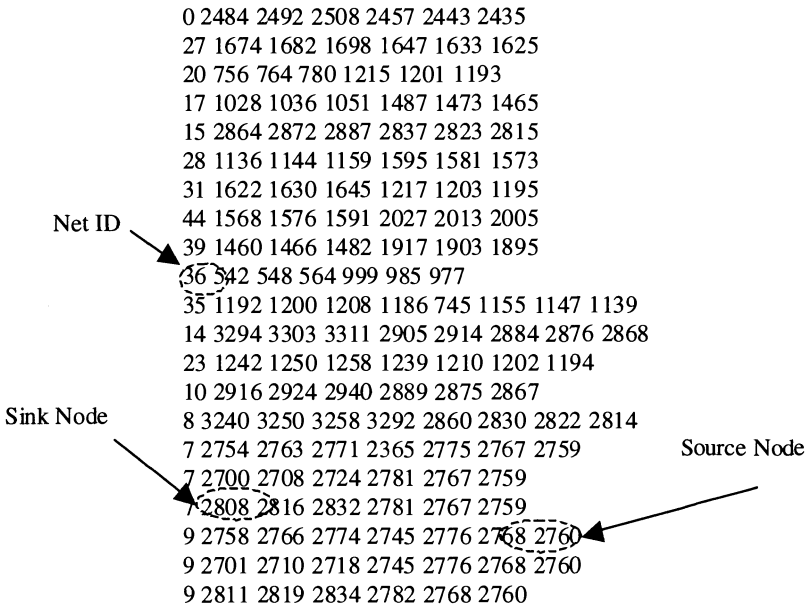 0 2484 2492 2508 2457 2443 2435
27 1674 1682 1698 1647 1633 1625
20 756 764 780 1215 1201 1193
17 1028 1036 1051 1487 1473 1465
15 2864 2872 2887 2837 2823 2815
28 1136 1144 1159 1595 1581 1573
31 1622 1630 1645 1217 1203 1195
44 1568 1576 1591 2027 2013 2005
Net ID
39 1460 1466 1482 1917 1903 1895
36 542 548 564 999 985 977
35 1192 1200 1208 1186 745 1155 1147 1139
14 3294 3303 3311 2905 2914 2884 2876 2868
23 1242 1250 1258 1239 1210 1202 1194
10 2916 2924 2940 2889 2875 2867
Sink Node
8 3240 3250 3258 3292 2860 2830 2822 2814
7 2754 2763 2771 2365 2775 2767 2759
Source Node
7 2700 2708 2724 2781 2767 2759
7 2808 2816 2832 2781 2767 2759
9 2758 2766 2774 2745 2776 2768 2760
9 2701 2710 2718 2745 2776 2768 2760
9 2811 2819 2834 2782 2768 2760